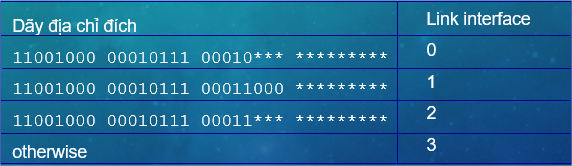 Dãy địa chỉ đích Link interface
11001000 00010111 00010*** ********* 0
11001000 00010111 00011000 ********* 1
11001000 00010111 00011*** ********* 2
otherwise 3